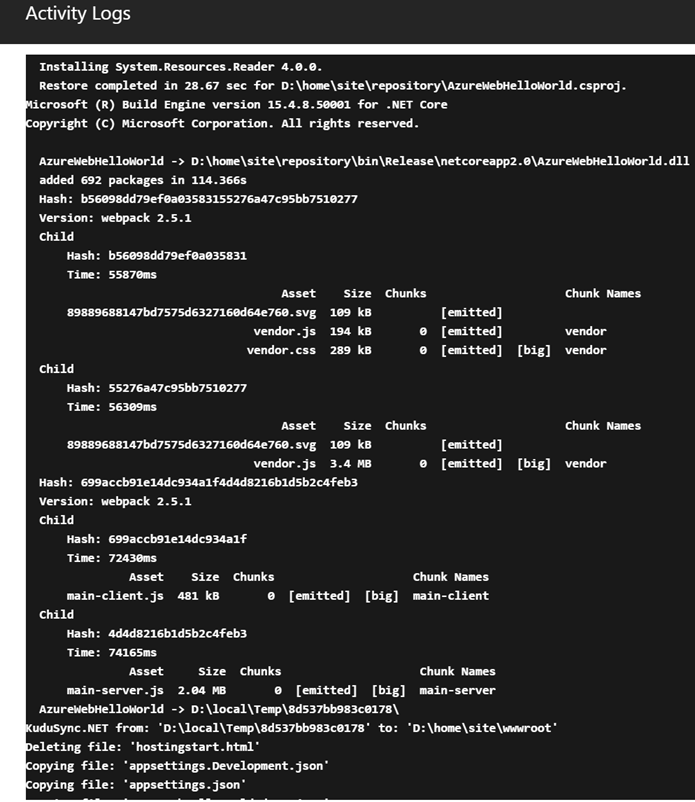 Activity Logs
Installing System.Resources.Reader 4.0.0.
Restore completed in 28.67 sec for D:\home\site\repository\AzureWebHelloWorld.csproj.
Microsoft (R) Build Engine version 15.4.8.50001 for .NET Core
Copyright (C) Microsoft Corporation. All rights reserved.
AzureWebHelloWorld -> D:\home\site\repository\bin\Release\netcoreapp2.0\AzureWebHelloWorld.dll
added 692 packages in 114.366s
Hash: b56098dd79ef0a03583155276a47c95bb7510277
Version: webpack 2.5.1
Child
Hash: b56098dd79ef0a035831
Time: 55870ms
Asset Size Chunks Chunk Names
89889688147bd7575d6327160d64e760.svg 109 kB [emitted]
vendor.js 194 kB 0 [emitted] vendor
vendor.css 289 kB 0 [emitted] [big] vendor
Child
Hash: 55276a47c95bb7510277
Time: 56309ms
Asset Size Chunks Chunk Names
89889688147bd7575d6327160d64e760.svg 109 kB [emitted]
vendor.js 3.4 MB 0 [emitted] [big] vendor
Hash: 699accb91e14dc934a1f4d4d8216b1d5b2c4feb3
Version: webpack 2.5.1
Child
Hash: 699accb91e14dc934a1f
Time: 72430ms
Asset Size Chunks Chunk Names
main-client.js 481 kB 0 [emitted] [big] main-client
Child
Hash: 4d4d8216b1d5b2c4feb3
Time: 74165ms
Asset Size Chunks Chunk Names
main-server.js 2.04 MB 0 [emitted] [big] main-server
AzureWebHelloWorld -> D:\local\Temp\8d537bb983c0178\
KuduSync.NET from: 'D:\local\Temp\8d537bb983c0178' to: 'D:\home\site\wwwroot'
Deleting file: 'hostingstart.html'
Copying file: 'appsettings.Development.json'
Copying file: 'appsettings.json'